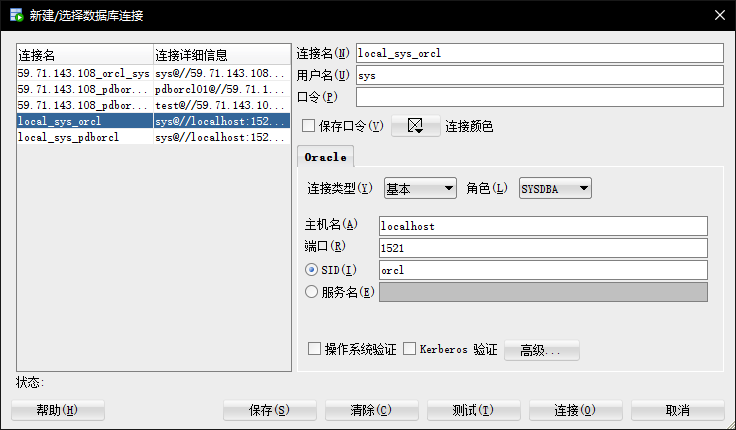 新建/选择数据库连接
连接名 连接详细信息
59.71.143.108_orcl_sys sys@//59.71.143.108...
59.71.143.108_pdbor... pdborcl01@//59.71.1...
59.71.143.108_pdbor... test@//59.71.143.10...
local_sys_orcl sys@//localhost:152...
local_sys_pdborcl sys@//localhost:152...
连接名(N) local_sys_orcl
用户名(U) sys
口令(P)
保存口令(V) 连接颜色
Oracle
连接类型(Y) 基本 角色(L) SYSDBA
主机名(A) localhost
端口(R) 1521
SID(I) orcl
服务名(E)
操作系统验证 Kerberos 验证 高级...
状态:
帮助(H) 保存(S) 清除(C) 测试(T) 连接(O) 取消